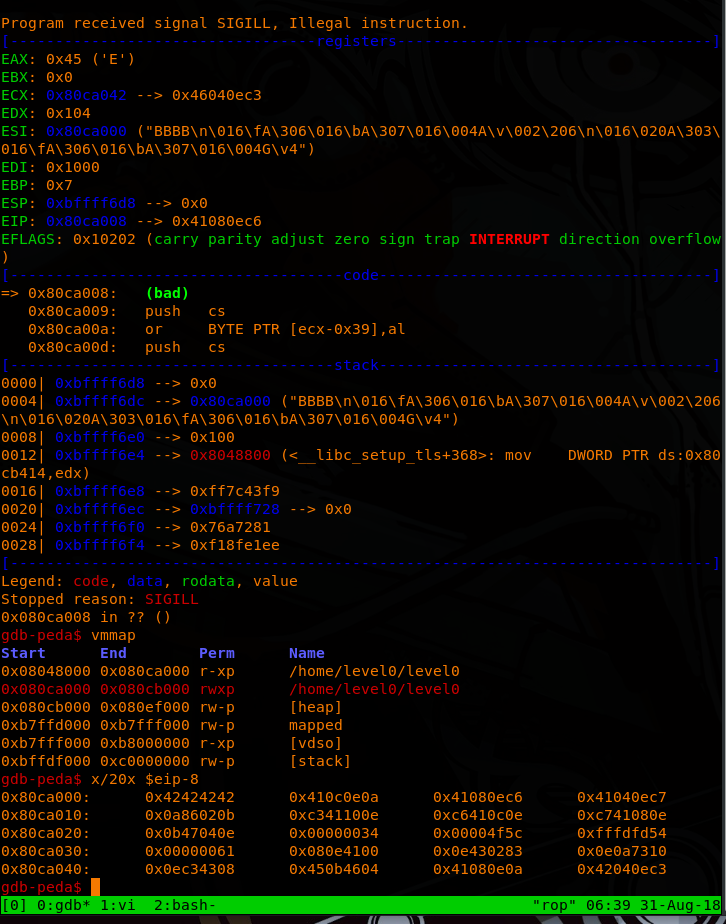 Program received signal SIGILL, Illegal instruction.
[----------------------------------registers-----------------------------------]
EAX: 0x45 ('E')
EBX: 0x0
ECX: 0x80ca042 --> 0x46040ec3
EDX: 0x104
ESI: 0x80ca000 ("BBBB\n\016\fA\306\016\bA\307\016\004A\v\002\206\n\016\020A\303\
016\fA\306\016\bA\307\016\004G\v4")
EDI: 0x1000
EBP: 0x7
ESP: 0xbffff6d8 --> 0x0
EIP: 0x80ca008 --> 0x41080ec6
EFLAGS: 0x10202 (carry parity adjust zero sign trap INTERRUPT direction overflow
)
[-------------------------------------code-------------------------------------]
=> 0x80ca008:   (bad)
   0x80ca009:   push   cs
   0x80ca00a:   or     BYTE PTR [ecx-0x39],al
   0x80ca00d:   push   cs
[------------------------------------stack-------------------------------------]
0000| 0xbffff6d8 --> 0x0
0004| 0xbffff6dc --> 0x80ca000 ("BBBB\n\016\fA\306\016\bA\307\016\004A\v\002\206
\n\016\020A\303\016\fA\306\016\bA\307\016\004G\v4")
0008| 0xbffff6e0 --> 0x100
0012| 0xbffff6e4 --> 0x8048800 (<__libc_setup_tls+368>: mov    DWORD PTR ds:0x80
cb414,edx)
0016| 0xbffff6e8 --> 0xff7c43f9
0020| 0xbffff6ec --> 0xbffff728 --> 0x0
0024| 0xbffff6f0 --> 0x76a7281
0028| 0xbffff6f4 --> 0xf18fe1ee
[------------------------------------------------------------------------------]
Legend: code, data, rodata, value
Stopped reason: SIGILL
0x080ca008 in ?? ()
gdb-peda$ vmmap
Start      End        Perm      Name
0x08048000 0x080ca000 r-xp      /home/level0/level0
0x080ca000 0x080cb000 rwxp      /home/level0/level0
0x080cb000 0x080ef000 rw-p      [heap]
0xb7ffd000 0xb7fff000 rw-p      mapped
0xb7fff000 0xb8000000 r-xp      [vdso]
0xbffdf000 0xc0000000 rw-p      [stack]
gdb-peda$ x/20x $eip-8
0x80ca000:      0x42424242      0x410c0e0a      0x41080ec6      0x41040ec7
0x80ca010:      0x0a86020b      0xc341100e      0xc6410c0e      0xc741080e
0x80ca020:      0x0b47040e      0x00000034      0x00004f5c      0xfffdfd54
0x80ca030:      0x00000061      0x080e4100      0x0e430283      0x0e0a7310
0x80ca040:      0x0ec34308      0x450b4604      0x41080e0a      0x42040ec3
gdb-peda$
[0] 0:gdb* 1:vi  2:bash-                                   "rop" 06:39 31-Aug-18